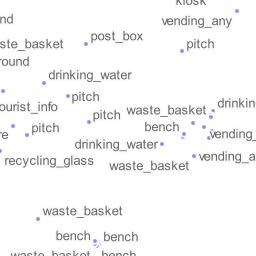 kiosk
nd
vending_any
post_box
ste_basket
pitch
round
drinking_water
pitch
ourist_info
drinkin
waste_basket
pitch
pitch
bench
re
vending_
drinking_water
vending_a
recycling_glass
waste_basket
waste_basket
bench
bench
waste_basket
bench